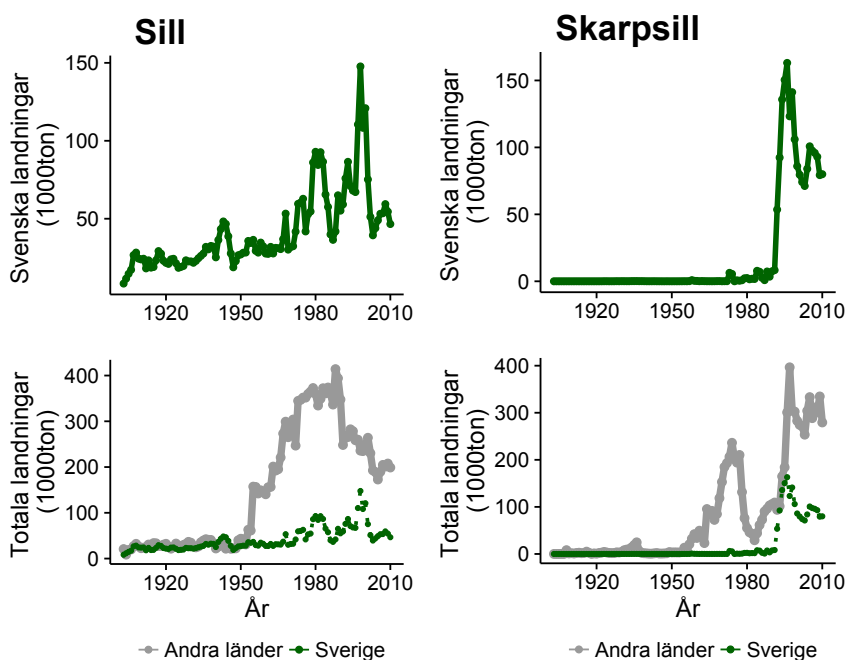 Sill
Svenska landningar
(1000ton)
150
100
50
1920 1950 1980 2010
Skarpsill
Svenska landningar
(1000ton)
150
100
50
0
1920 1950 1980 2010
Totala landningar
(1000ton)
400
300
200
100
0
1920 1950 1980 2010
År
Andra länder Sverige
Totala landningar
(1000ton)
400
300
200
100
0
1920 1950 1980 2010
År
Andra länder Sverige